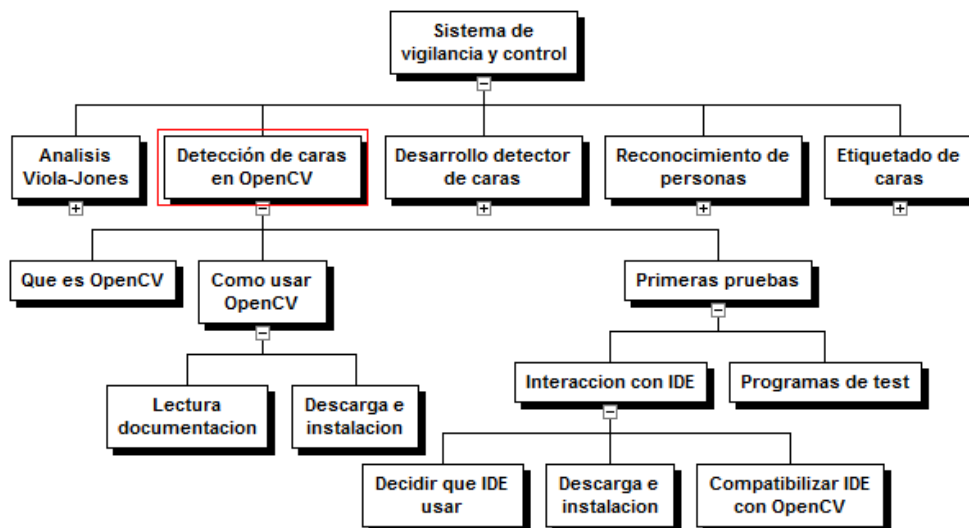 Sistema de
vigilancia y control
Analisis
Viola-Jones
Detección de caras
en OpenCV
Desarrollo detector
de caras
Reconocimiento de
personas
Etiquetado de
caras
Que es OpenCV
Como usar
OpenCV
Primeras pruebas
Lectura
documentacion
Descarga e
instalacion
Interaccion con IDE
Programas de test
Decidir que IDE
usar
Descarga e
instalacion
Compatibilizar IDE
con OpenCV